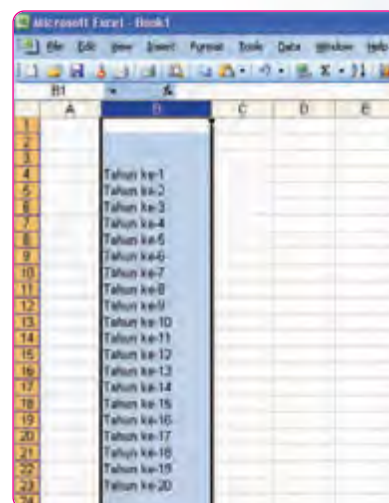 Microsoft Excel - Book1
File Edit View Insert Format Tools Data Window Help
B1
A B C D E
1
2
3
4 Tahun ke-1
5 Tahun ke-2
6 Tahun ke-3
7 Tahun ke-4
8 Tahun ke-5
9 Tahun ke-6
10 Tahun ke-7
11 Tahun ke-8
12 Tahun ke-9
13 Tahun ke-10
14 Tahun ke-11
15 Tahun ke-12
16 Tahun ke-13
17 Tahun ke-14
18 Tahun ke-15
19 Tahun ke-16
20 Tahun ke-17
21 Tahun ke-18
22 Tahun ke-19
23 Tahun ke-20
24